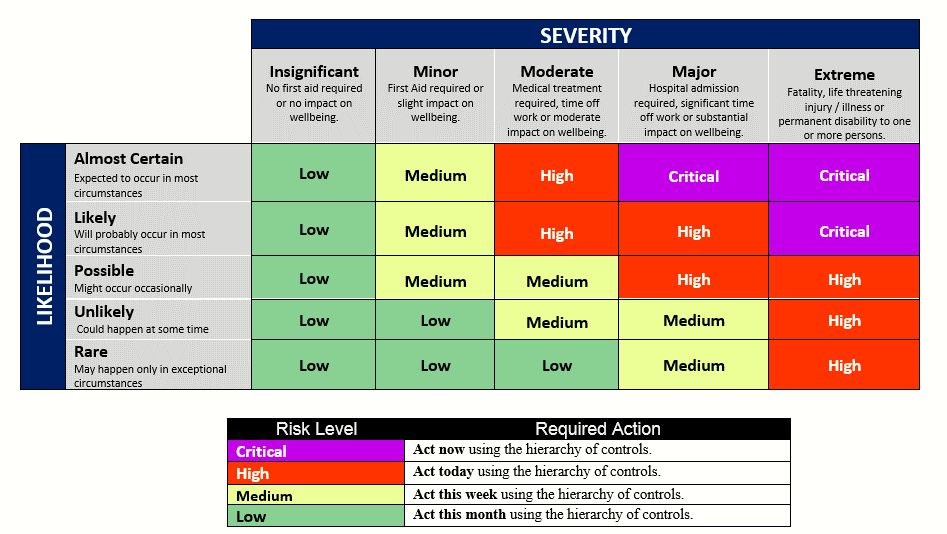 SEVERITY
Insignificant
No first aid required
or no impact on
wellbeing.
Minor
First Aid required or
slight impact on
wellbeing.
Moderate
Medical treatment
required, time off
work or moderate
impact on wellbeing.
Major
Hospital admission
required, significant time
off work or substantial
impact on wellbeing.
Extreme
Fatality, life threatening
injury / illness or
permanent disability to one
or more persons.
LIKELIHOOD
Almost Certain
Expected to occur in most
circumstances
Low
Medium
High
Critical
Critical
Likely
Will probably occur in most
circumstances
Low
Medium
High
High
Critical
Possible
Might occur occasionally
Low
Medium
Medium
High
High
Unlikely
Could happen at some time
Low
Low
Medium
Medium
High
Rare
May happen only in exceptional
circumstances
Low
Low
Low
Medium
High
Risk Level Required Action
Critical Act now using the hierarchy of controls.
High Act today using the hierarchy of controls.
Medium Act this week using the hierarchy of controls.
Low Act this month using the hierarchy of controls.